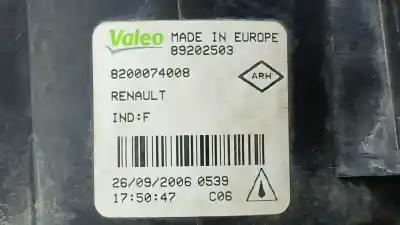 Valeo MADE IN EUROPE
89202503
8200074008
ARH
RENAULT
IND:F
26/09/2006 0539
17:50:47 C06